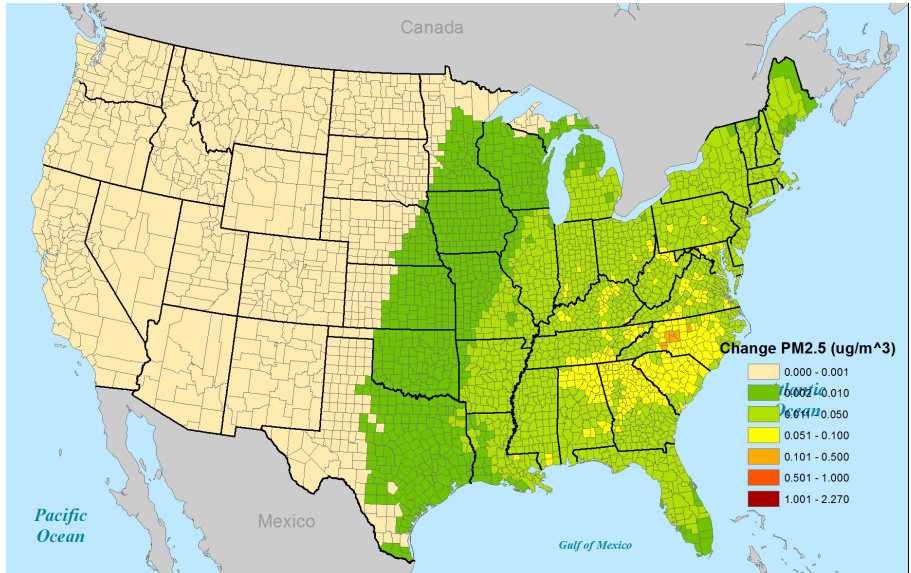 Canada
Change PM2.5 (ug/m^3)
0.000 - 0.001
0.002 - 0.010
Atlantic
0.011 - 0.050
Ocean
0.051 - 0.100
0.101 - 0.500
0.501 - 1.000
1.001 - 2.270
Pacific
Ocean
Mexico
Gulf of Mexico